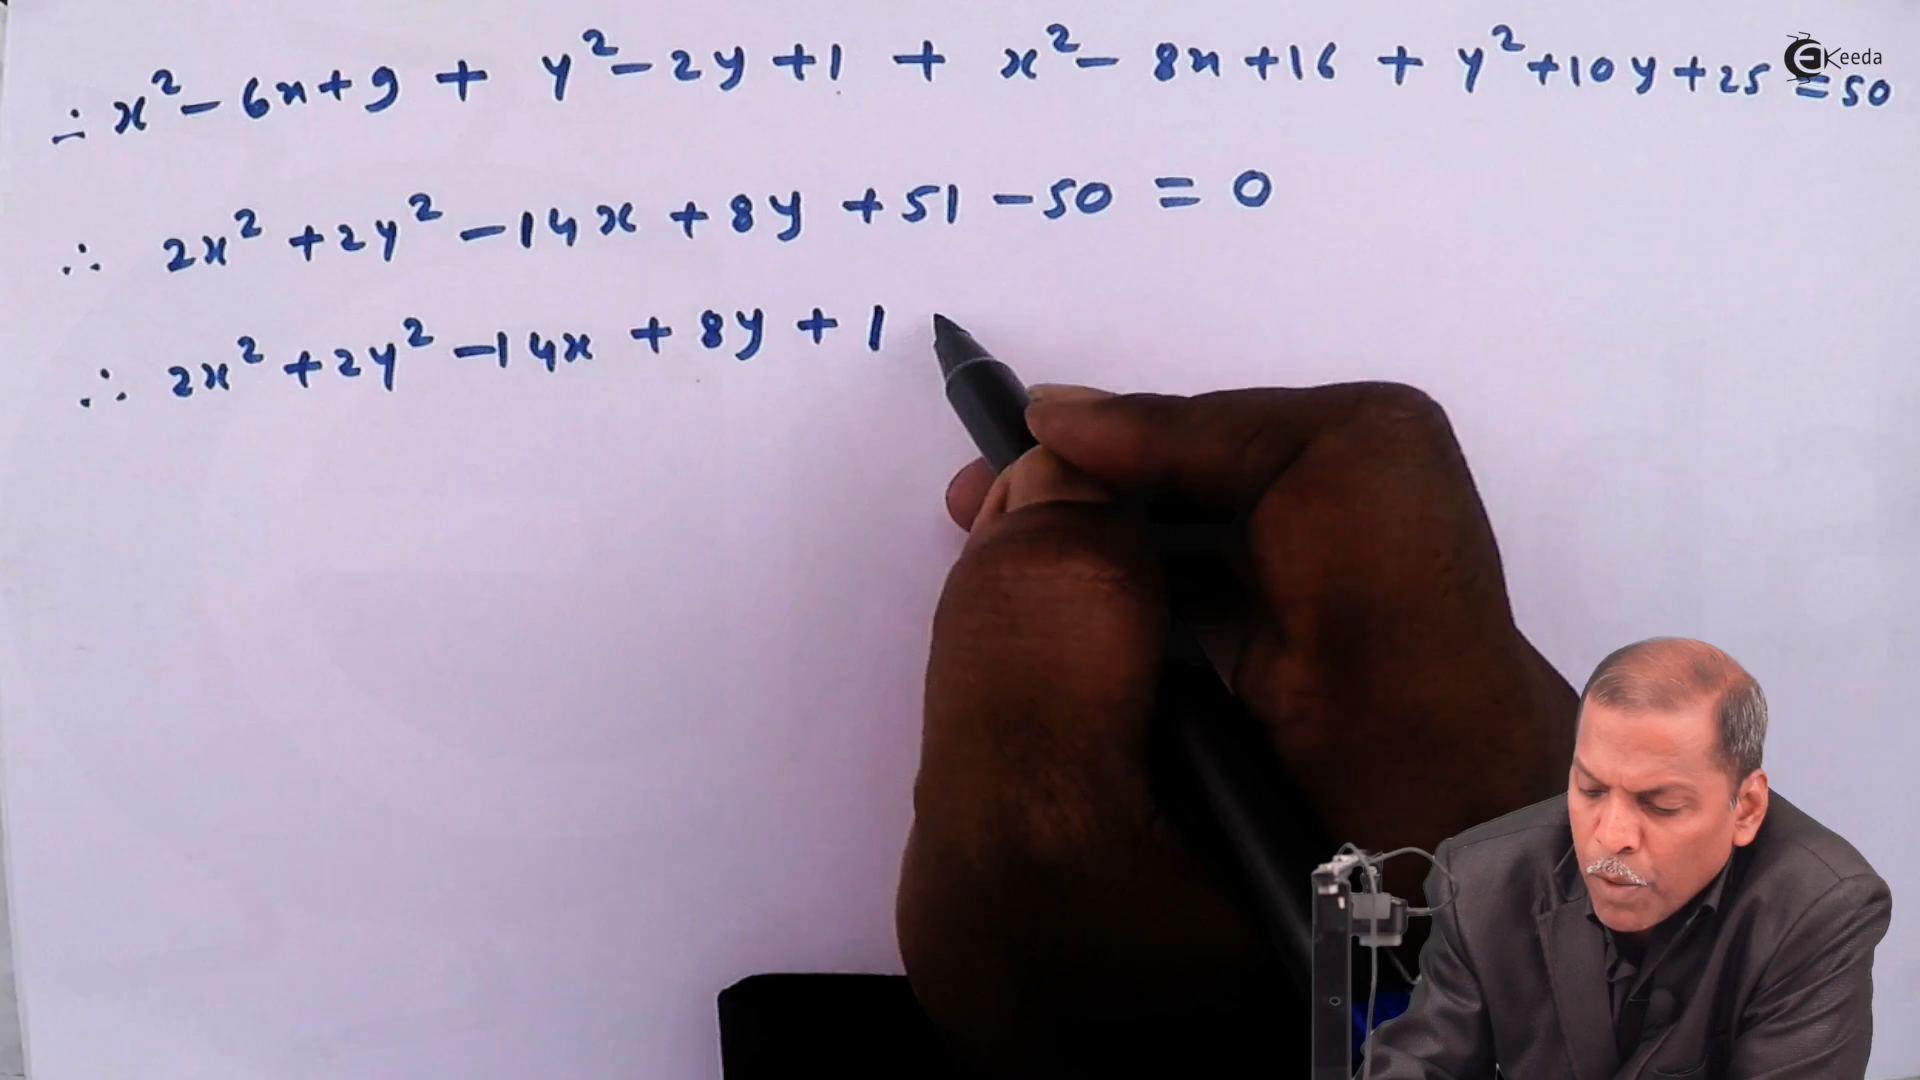 ∴ x² - 6x + 9 + y² - 2y + 1 + x² - 8x + 16 + y² + 10y + 25 = 50
∴ 2x² + 2y² - 14x + 8y + 51 - 50 = 0
∴ 2x² + 2y² - 14x + 8y + 1
Ekeeda